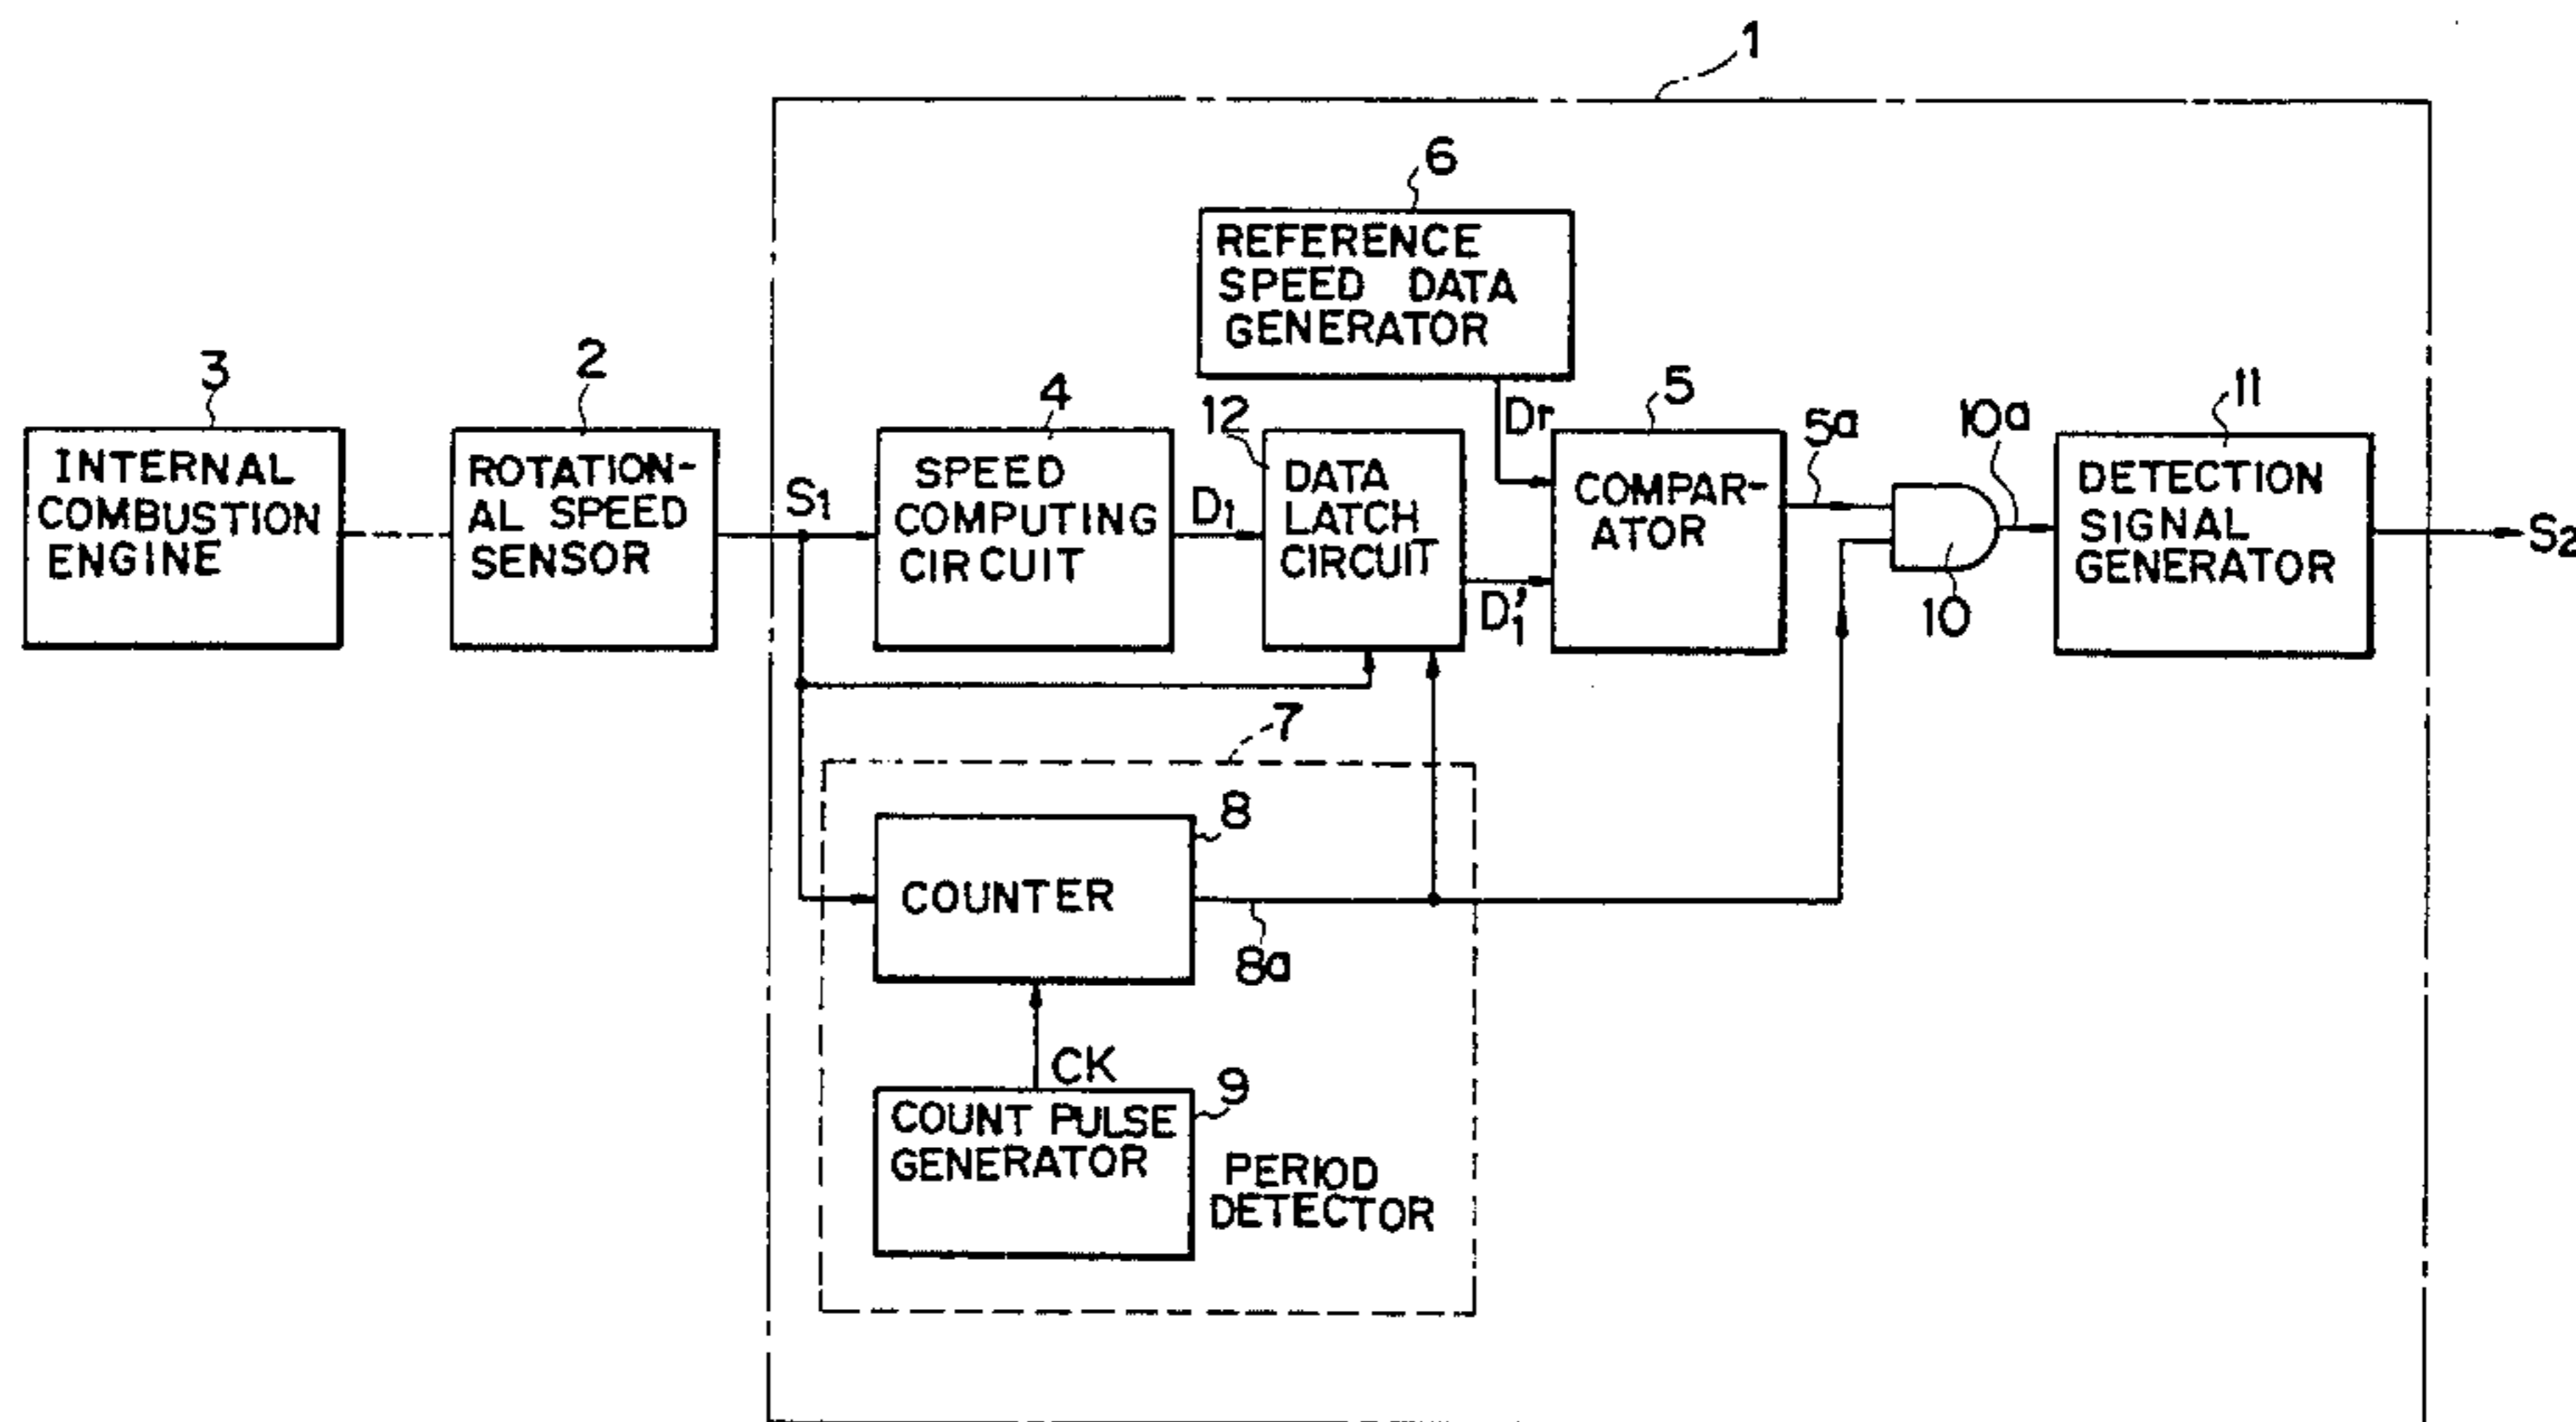 1
6
REFERENCE
SPEED DATA
GENERATOR
3
INTERNAL
COMBUSTION
ENGINE
2
ROTATION-
AL SPEED
SENSOR
S1
4
SPEED
COMPUTING
CIRCUIT
D1
12
DATA
LATCH
CIRCUIT
Dr
D1'
5
COMPAR-
ATOR
5a
10
10a
11
DETECTION
SIGNAL
GENERATOR
S2
7
8
COUNTER
8a
CK
9
COUNT PULSE
GENERATOR
PERIOD
DETECTOR